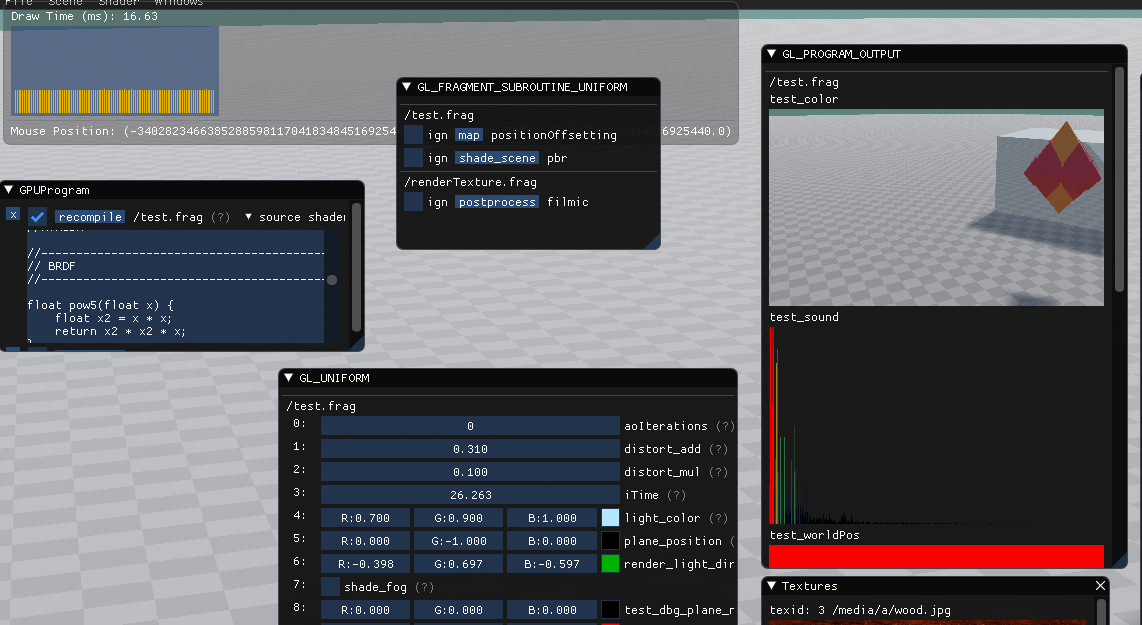 File Scene Shader Windows
Draw Time (ms): 16.63
Mouse Position: (-34028234663852885981170418348451692544
6925440.0)
GL_FRAGMENT_SUBROUTINE_UNIFORM
/test.frag
ign map positionOffsetting
ign shade_scene pbr
/renderTexture.frag
ign postprocess filmic
GPUProgram
x recompile /test.frag (?) source shader
//--------------------------------------
// BRDF
//--------------------------------------
float pow5(float x) {
float x2 = x * x;
return x2 * x2 * x;
}
GL_UNIFORM
/test.frag
0: 0 aoIterations (?)
1: 0.310 distort_add (?)
2: 0.100 distort_mul (?)
3: 26.263 iTime (?)
4: R:0.700 G:0.900 B:1.000 light_color (?)
5: R:0.000 G:-1.000 B:0.000 plane_position (
6: R:-0.398 G:0.697 B:-0.597 render_light_dir
7: shade_fog (?)
8: R:0.000 G:0.000 B:0.000 test_dbg_plane_n
GL_PROGRAM_OUTPUT
/test.frag
test_color
test_sound
test_worldPos
Textures
texid: 3 /media/a/wood.jpg